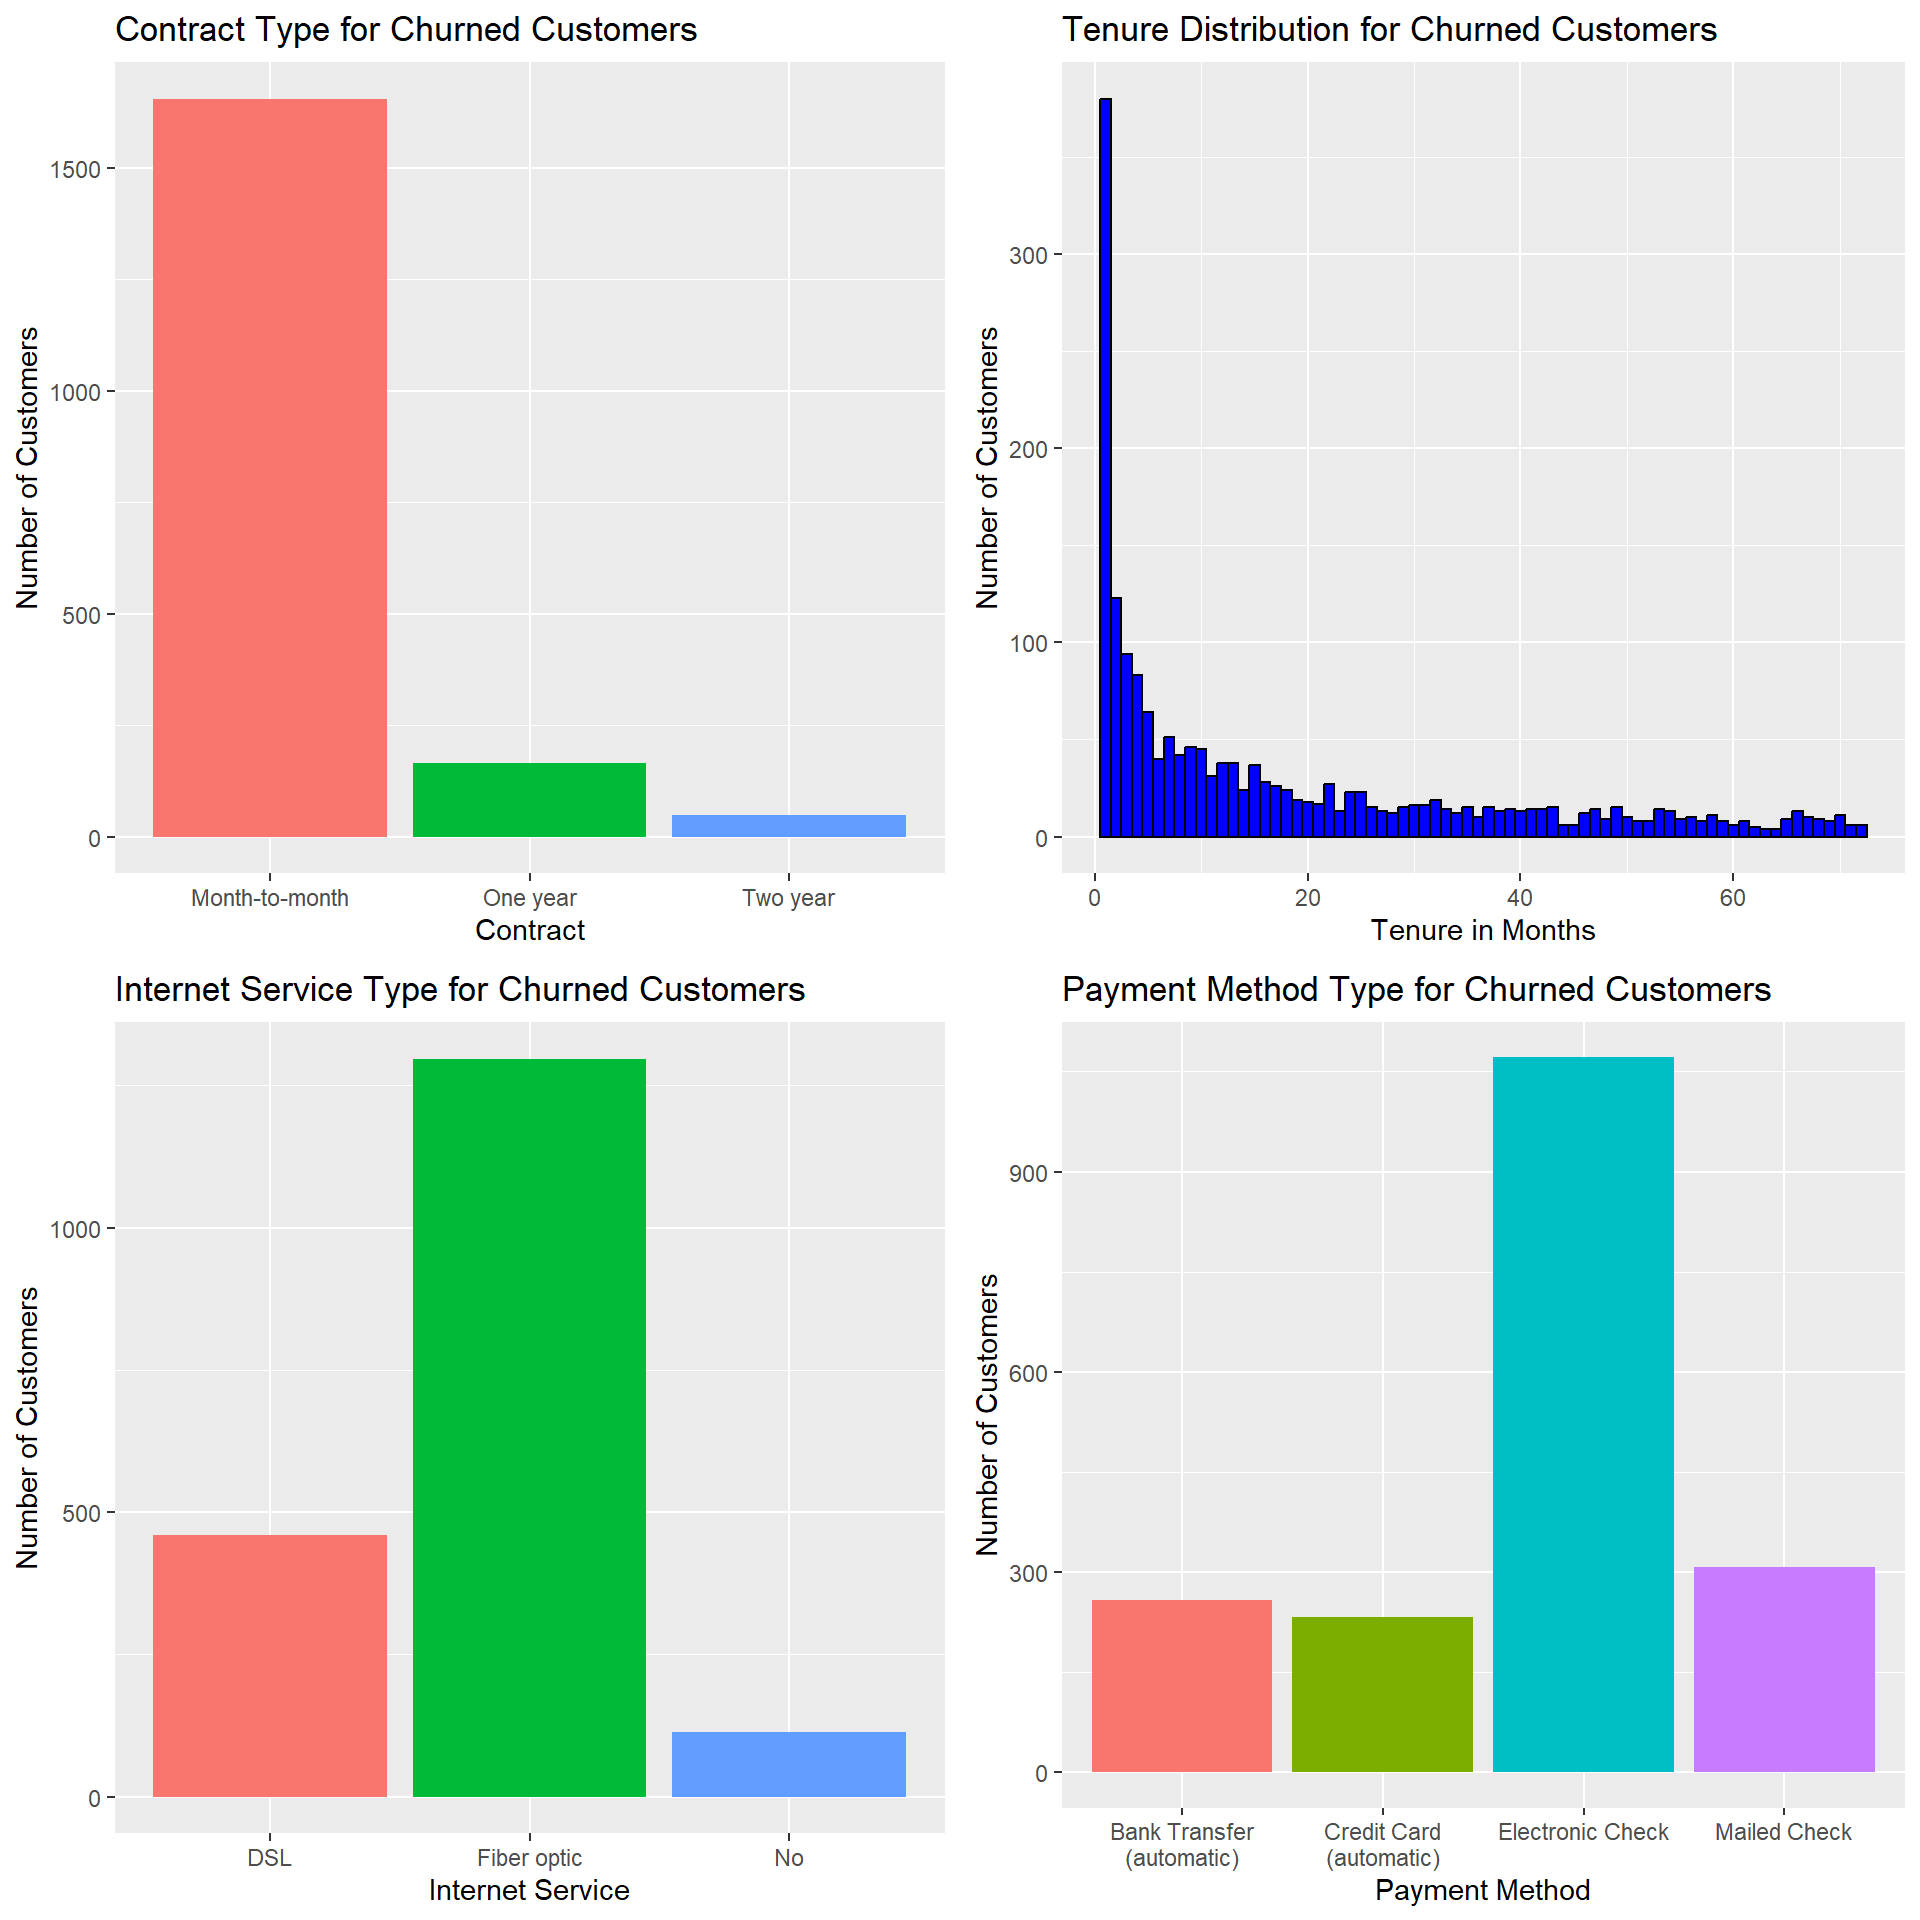 Contract Type for Churned Customers
Number of Customers
1500
1000
500
0
Month-to-month
One year
Two year
Contract
Tenure Distribution for Churned Customers
Number of Customers
300
200
100
0
0
20
40
60
Tenure in Months
Internet Service Type for Churned Customers
Number of Customers
1000
500
0
DSL
Fiber optic
No
Internet Service
Payment Method Type for Churned Customers
Number of Customers
900
600
300
0
Bank Transfer
(automatic)
Credit Card
(automatic)
Electronic Check
Mailed Check
Payment Method